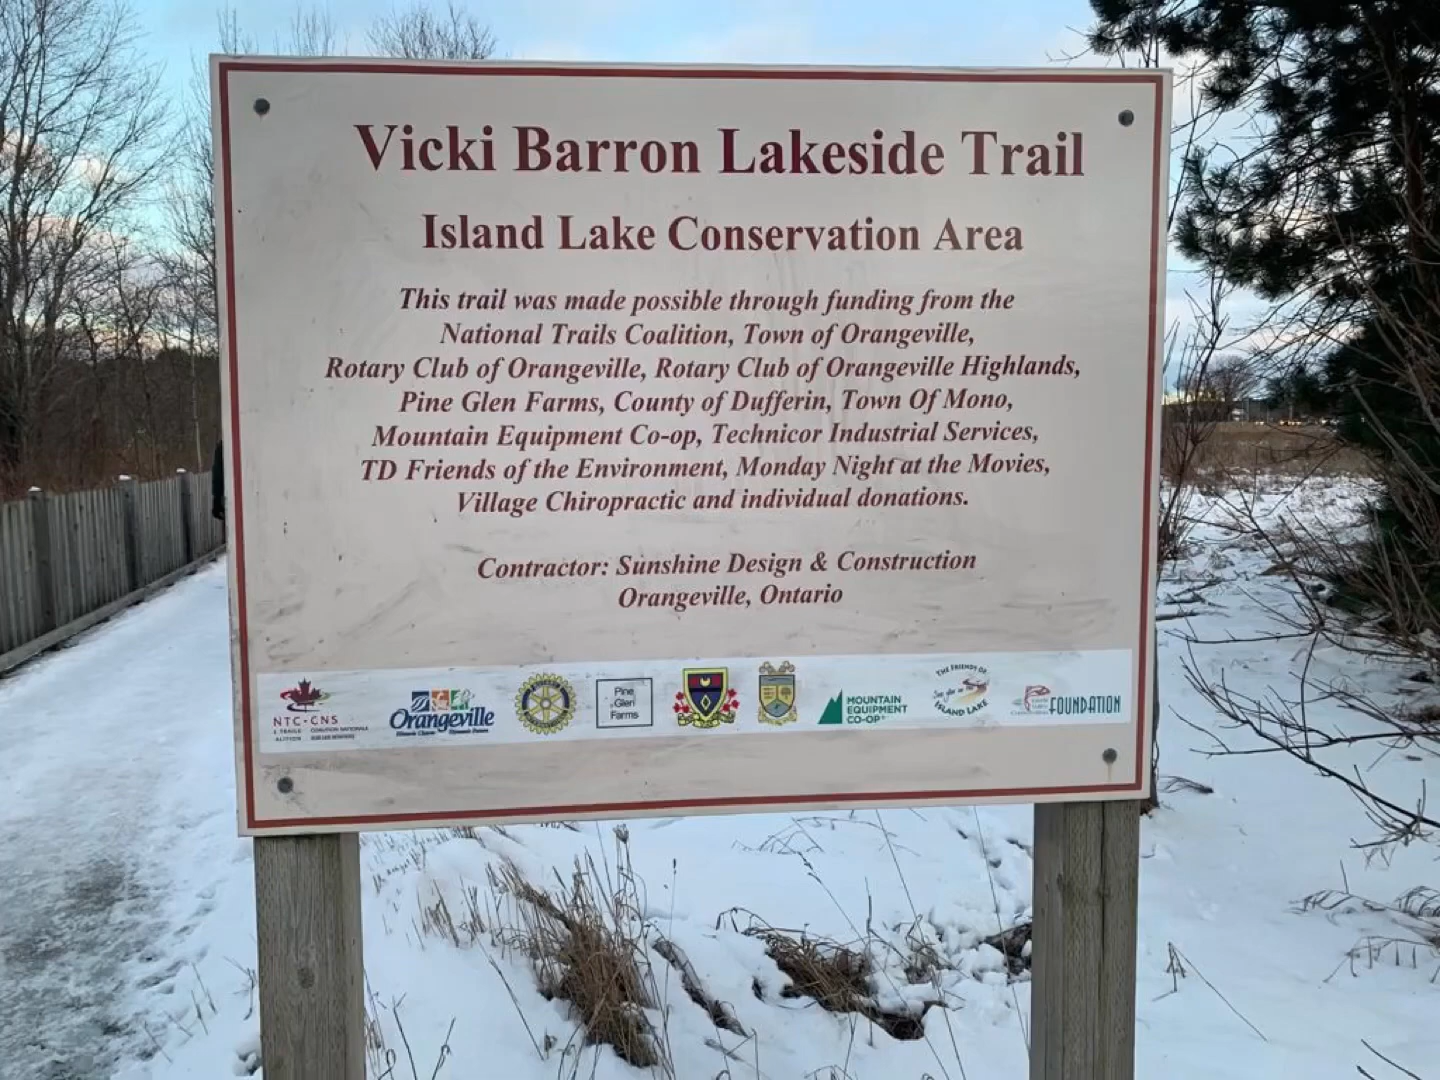 Vicki Barron Lakeside Trail
Island Lake Conservation Area
This trail was made possible through funding from the
National Trails Coalition, Town of Orangeville,
Rotary Club of Orangeville, Rotary Club of Orangeville Highlands,
Pine Glen Farms, County of Dufferin, Town Of Mono,
Mountain Equipment Co-op, Technicor Industrial Services,
TD Friends of the Environment, Monday Night at the Movies,
Village Chiropractic and individual donations.
Contractor: Sunshine Design & Construction
Orangeville, Ontario
NTC-CNS
Orangeville
Pine
Glen
Farms
MOUNTAIN
EQUIPMENT
CO-OP
THE FRIENDS OF
ISLAND LAKE
FOUNDATION